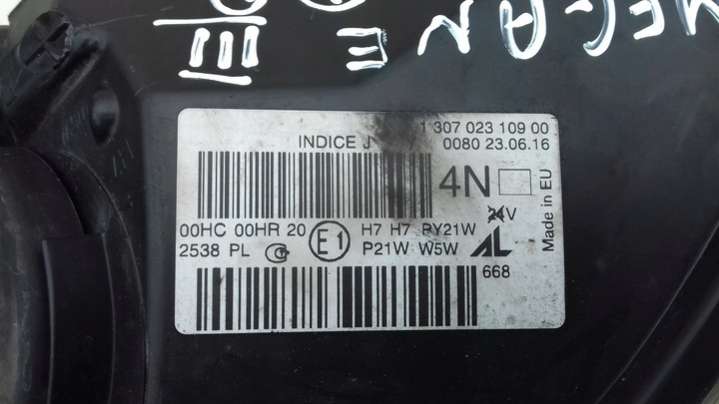 MEGANE
III
INDICE J 1 307 023 109 00
0080 23.06.16
4N
Made in EU
24V
00HC 00HR 20 E1 H7 H7 PY21W
2538 PL P21W W5W AL
668